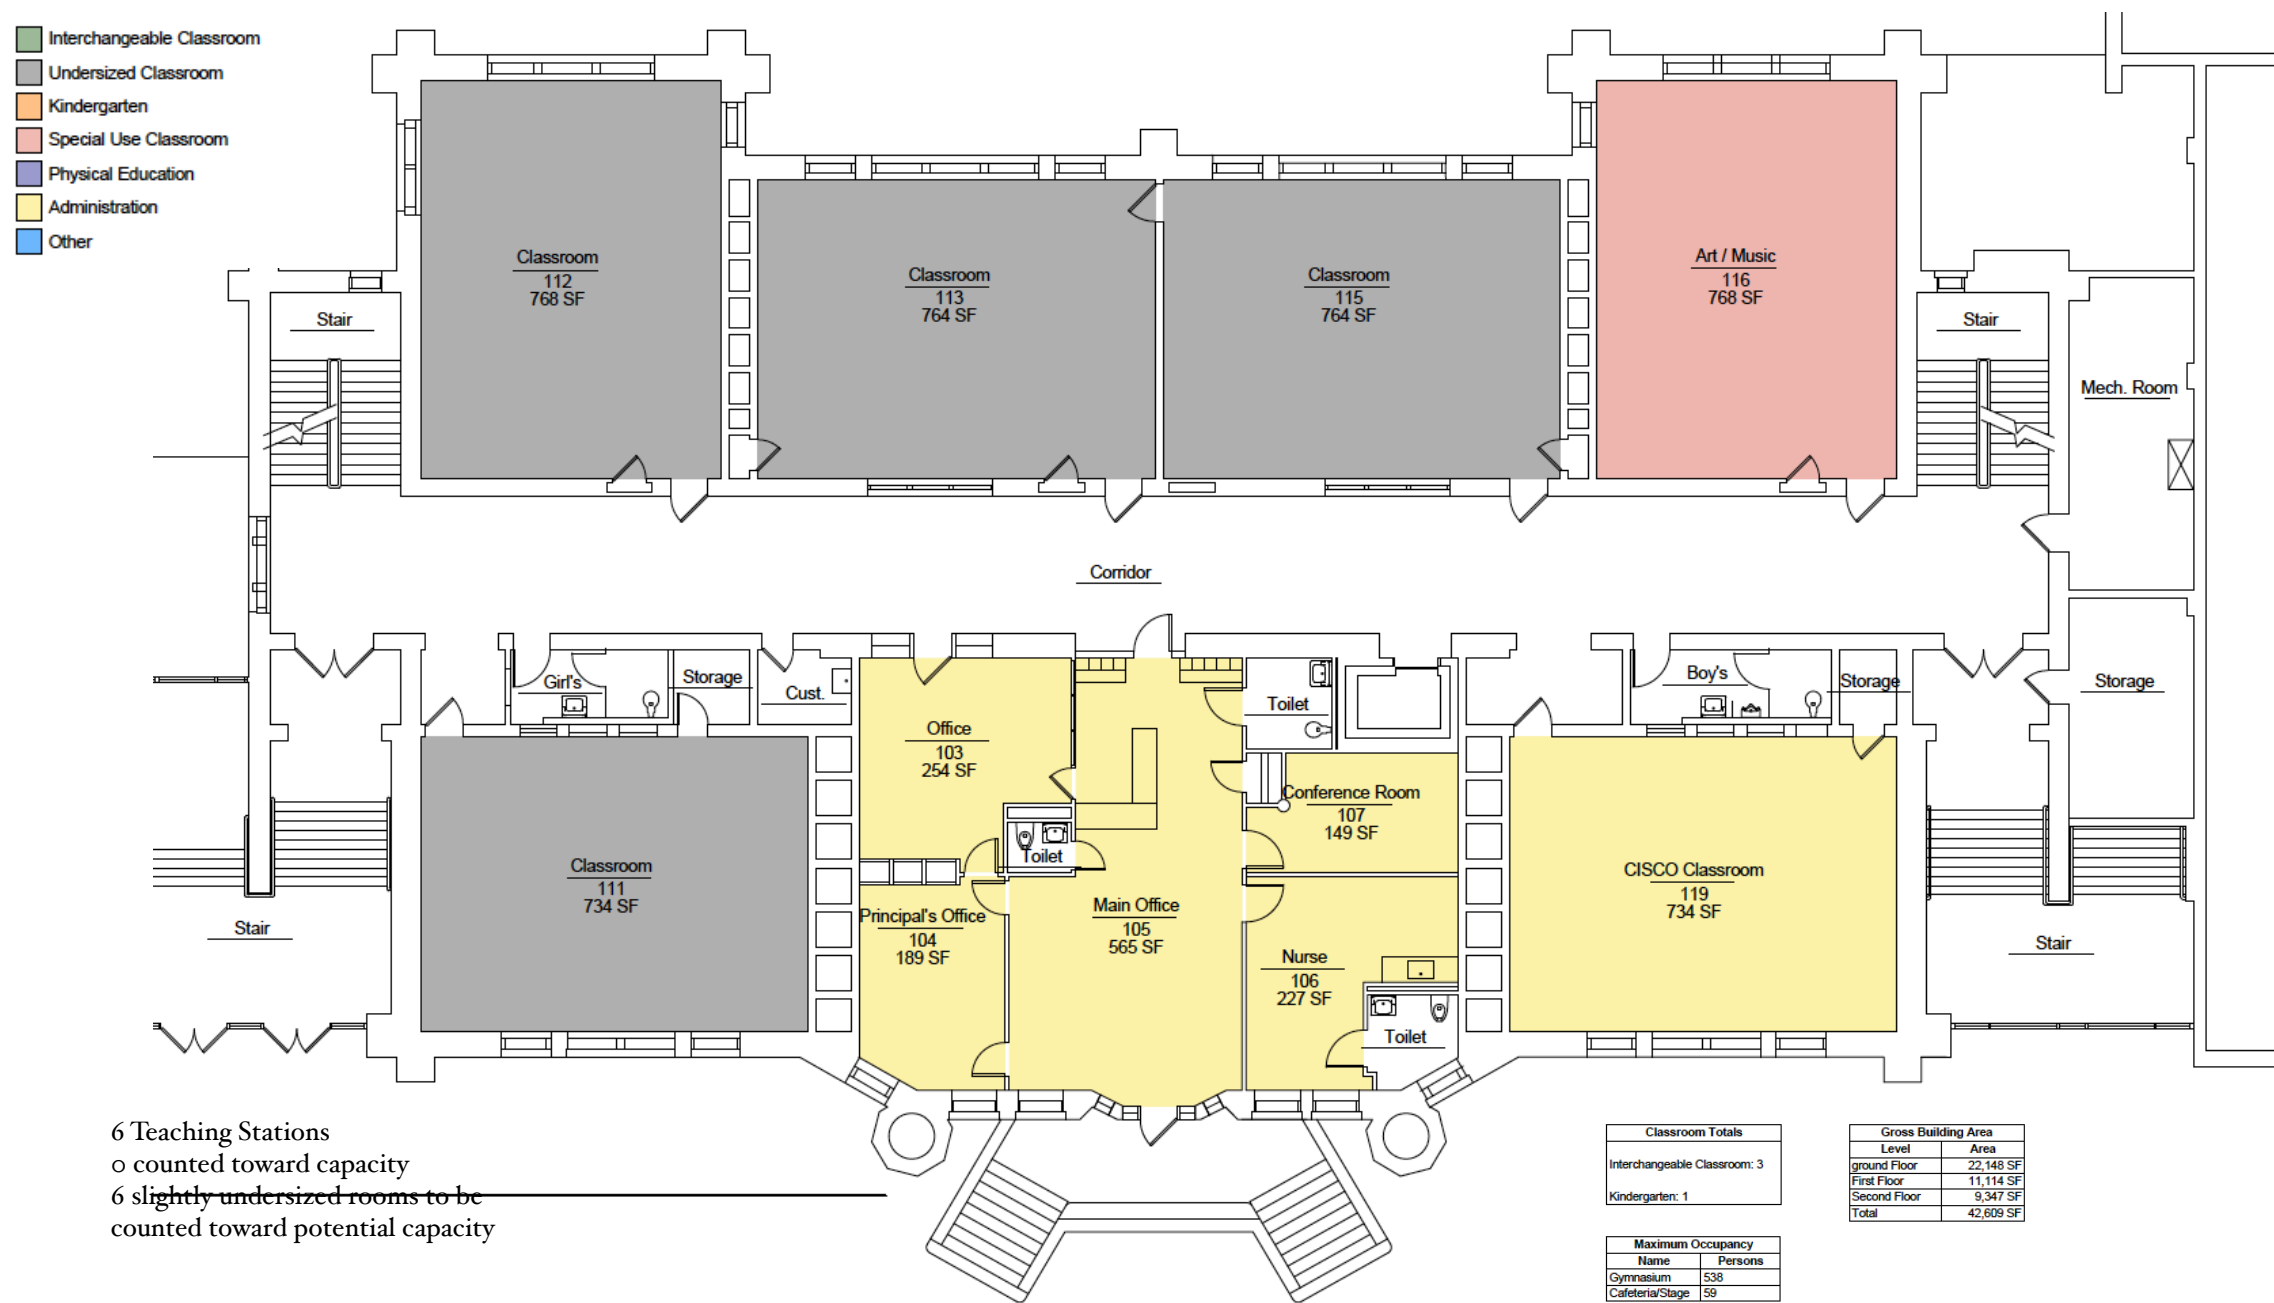 Interchangeable Classroom
Undersized Classroom
Kindergarten
Special Use Classroom
Physical Education
Administration
Other
Classroom
112
768 SF
Classroom
113
764 SF
Classroom
115
764 SF
Art / Music
116
768 SF
Stair
Stair
Mech. Room
Corridor
Girl's
Storage
Cust.
Office
103
254 SF
Toilet
Toilet
Boy's
Storage
Storage
Conference Room
107
149 SF
Classroom
111
734 SF
Principal's Office
104
189 SF
Main Office
105
565 SF
Nurse
106
227 SF
Toilet
CISCO Classroom
119
734 SF
Stair
Stair
6 Teaching Stations
0 counted toward capacity
6 slightly undersized rooms to be
counted toward potential capacity
Classroom Totals
Interchangeable Classroom: 3
Kindergarten: 1
Gross Building Area
Level Area
ground Floor 22,148 SF
First Floor 11,114 SF
Second Floor 9,347 SF
Total 42,609 SF
Maximum Occupancy
Name Persons
Gymnasium 538
Cafeteria/Stage 59